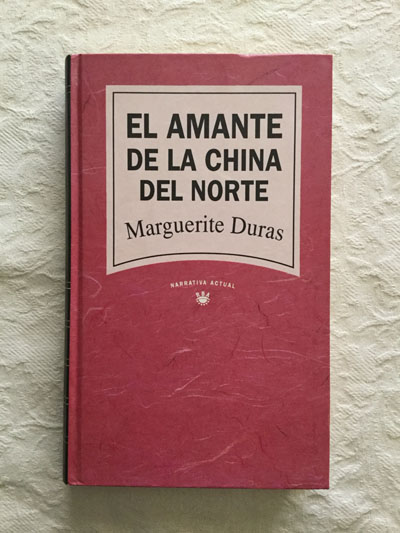 EL AMANTE
DE LA CHINA
DEL NORTE
Marguerite Duras
NARRATIVA ACTUAL